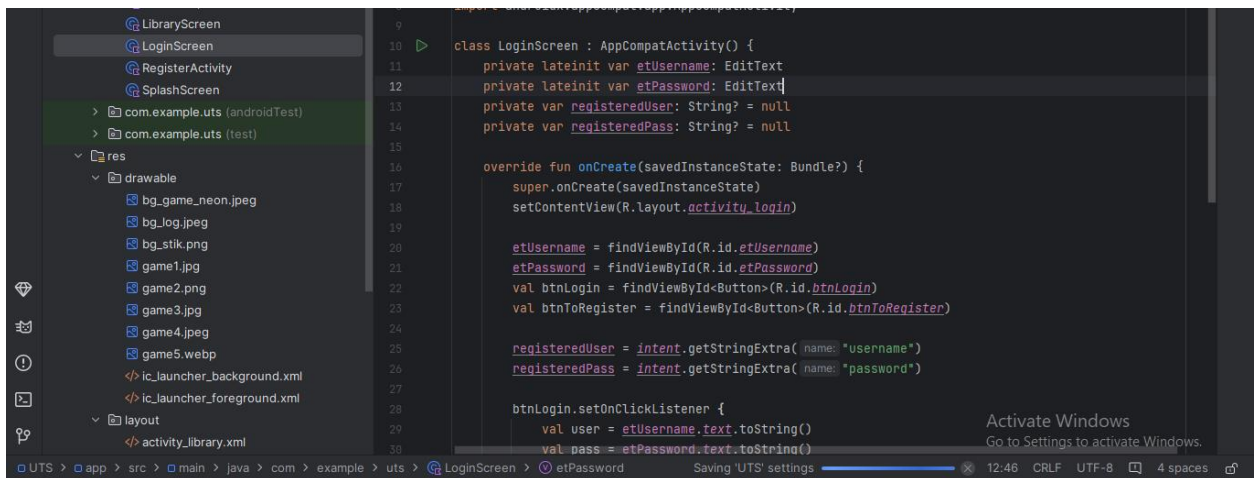 LibraryScreen
LoginScreen
RegisterActivity
SplashScreen
com.example.uts (androidTest)
com.example.uts (test)
res
drawable
bg_game_neon.jpeg
bg_log.jpeg
bg_stik.png
game1.jpg
game2.png
game3.jpg
game4.jpeg
game5.webp
</> ic_launcher_background.xml
</> ic_launcher_foreground.xml
layout
</> activity_library.xml
9
10 class LoginScreen : AppCompatActivity() {
11 private lateinit var etUsername: EditText
12 private lateinit var etPassword: EditText
13 private var registeredUser: String? = null
14 private var registeredPass: String? = null
15
16 override fun onCreate(savedInstanceState: Bundle?) {
17 super.onCreate(savedInstanceState)
18 setContentView(R.layout.activity_login)
19
20 etUsername = findViewById(R.id.etUsername)
21 etPassword = findViewById(R.id.etPassword)
22 val btnLogin = findViewById<Button>(R.id.btnLogin)
23 val btnToRegister = findViewById<Button>(R.id.btnToRegister)
24
25 registeredUser = intent.getStringExtra( name: "username")
26 registeredPass = intent.getStringExtra( name: "password")
27
28 btnLogin.setOnClickListener {
29 val user = etUsername.text.toString()
30 val pass = etPassword.text.toString()
Activate Windows
Go to Settings to activate Windows.
UTS > app > src > main > java > com > example > uts > LoginScreen > etPassword Saving 'UTS' settings 12:46 CRLF UTF-8 4 spaces